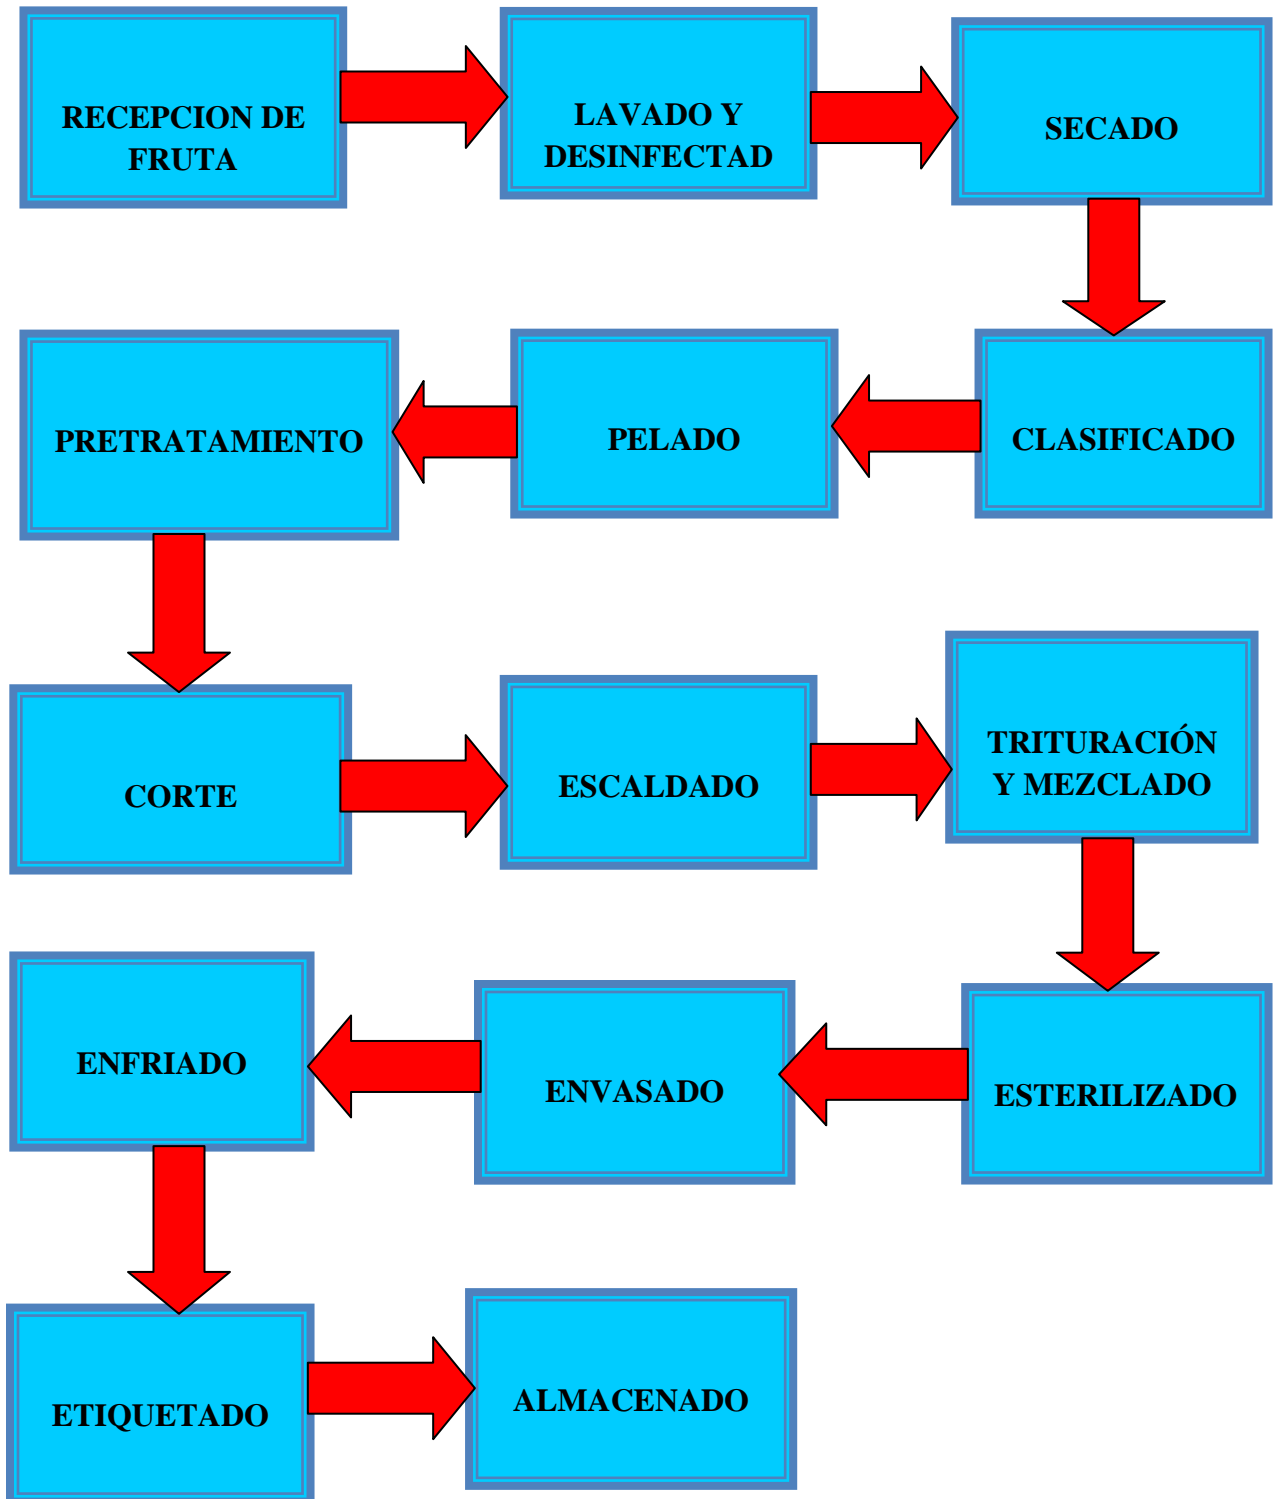 RECEPCION DE
FRUTA
LAVADO Y
DESINFECTAD
SECADO
CLASIFICADO
PELADO
PRETRATAMIENTO
CORTE
ESCALDADO
TRITURACIÓN
Y MEZCLADO
ESTERILIZADO
ENVASADO
ENFRIADO
ETIQUETADO
ALMACENADO